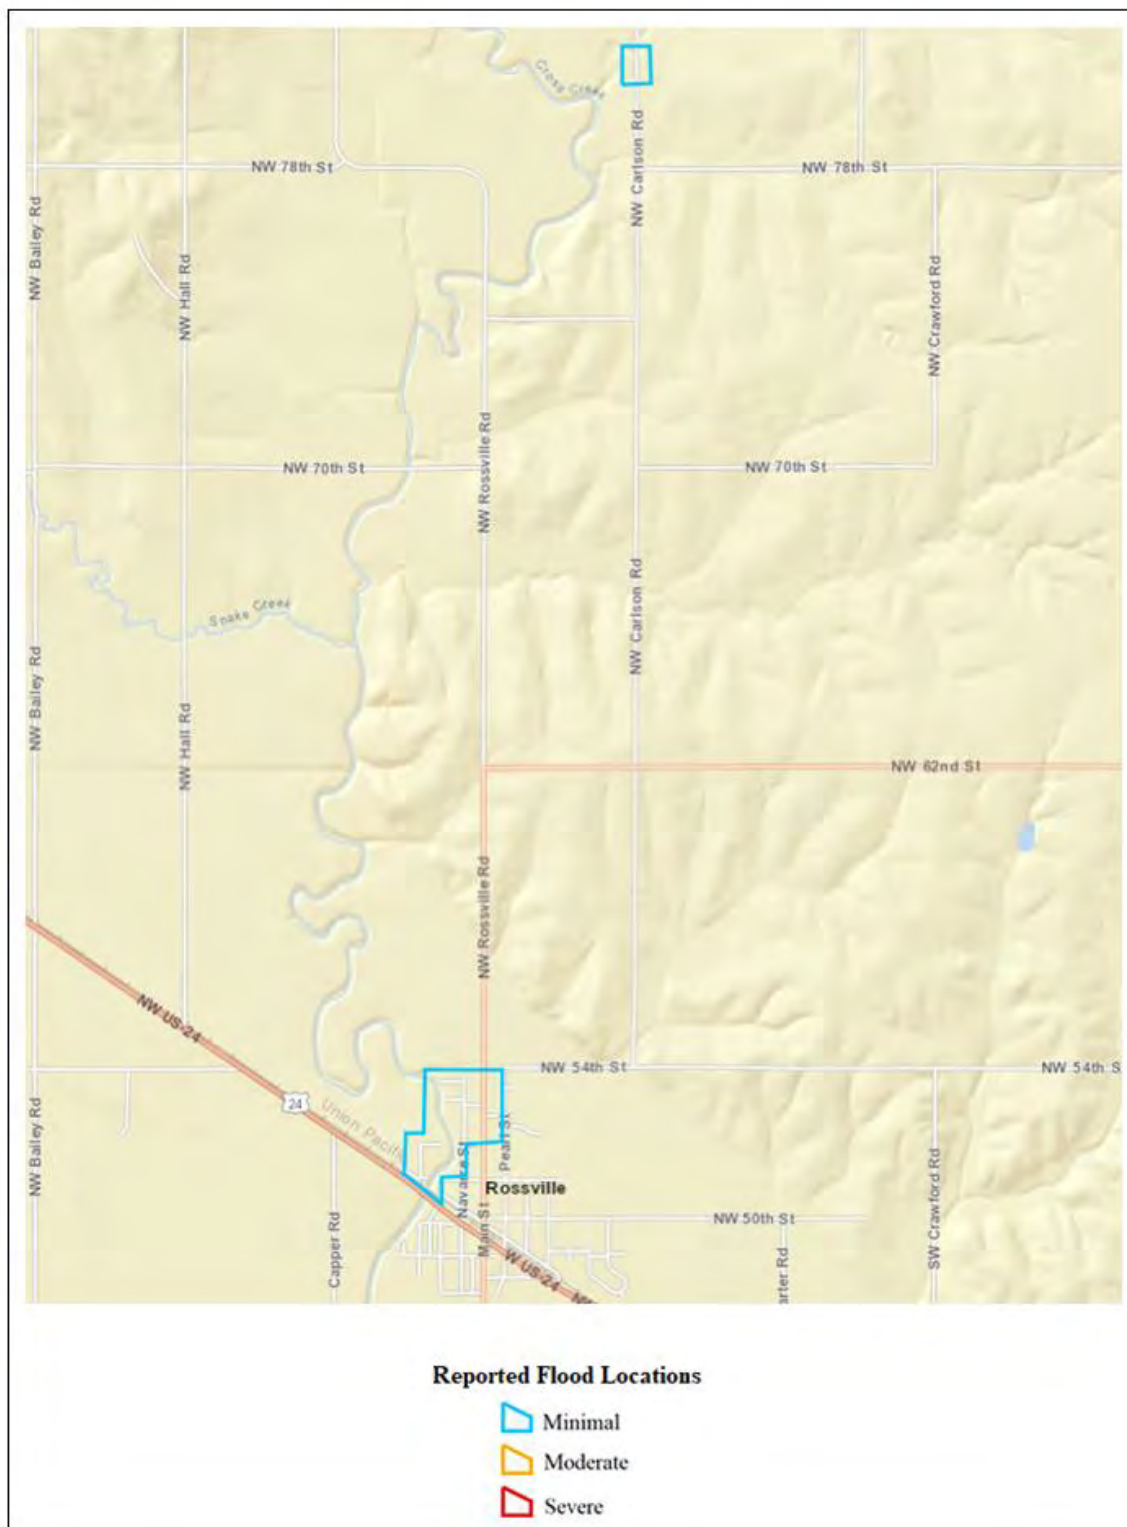 Cross Creek
NW 78th St
NW 78th St
NW Carlson Rd
NW Bailey Rd
NW Hall Rd
NW Crawford Rd
NW Rossville Rd
NW 70th St
NW 70th St
NW Carlson Rd
Snake Creek
NW Bailey Rd
NW Hall Rd
NW 62nd St
NW Rossville Rd
NW US-24
NW 54th St
NW 54th S
24
Union Pacific
NW Bailey Rd
Pearl St
Navarre St
Rossville
Main St
NW 50th St
Capper Rd
W US-24
arter Rd
SW Crawford Rd
Reported Flood Locations
Minimal
Moderate
Severe